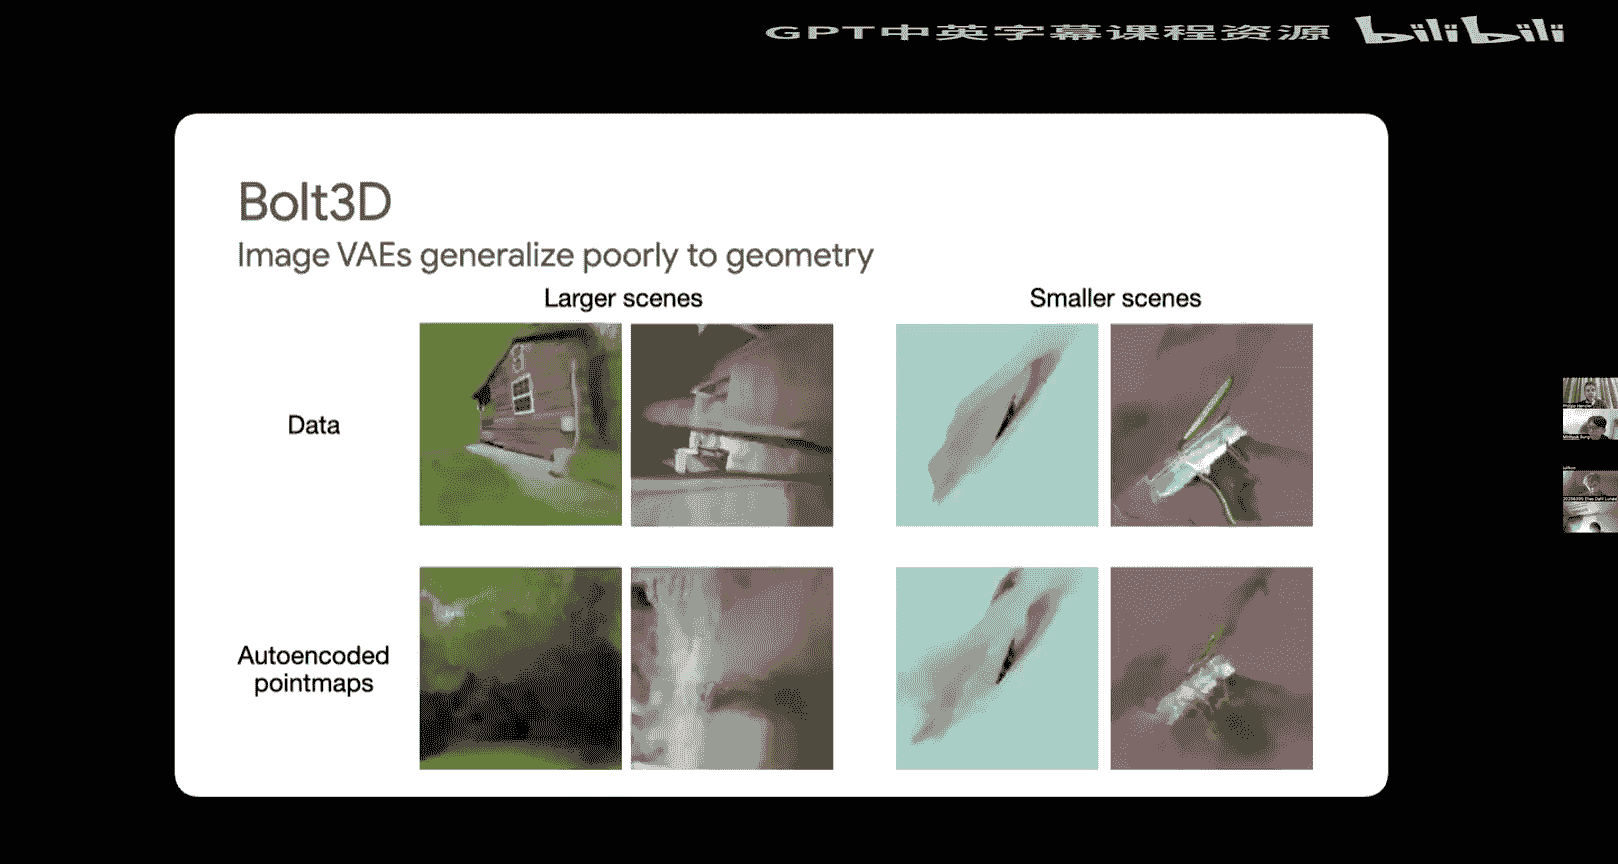 GPT中英字幕课程资源 bilibili
Bolt3D
Image VAEs generalize poorly to geometry
Larger scenes
Smaller scenes
Data
Autoencoded
pointmaps